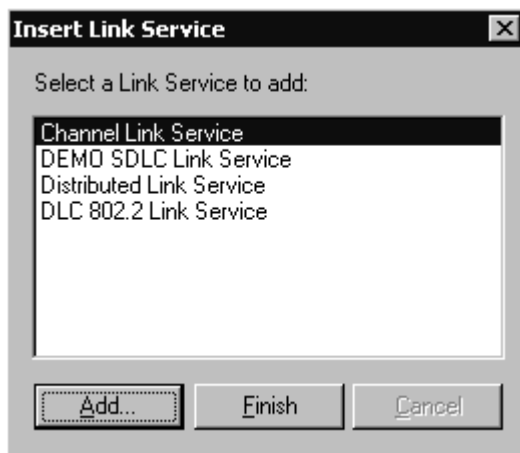 Insert Link Service
Select a Link Service to add:
Channel Link Service
DEMO SDLC Link Service
Distributed Link Service
DLC 802.2 Link Service
Add... Finish Cancel